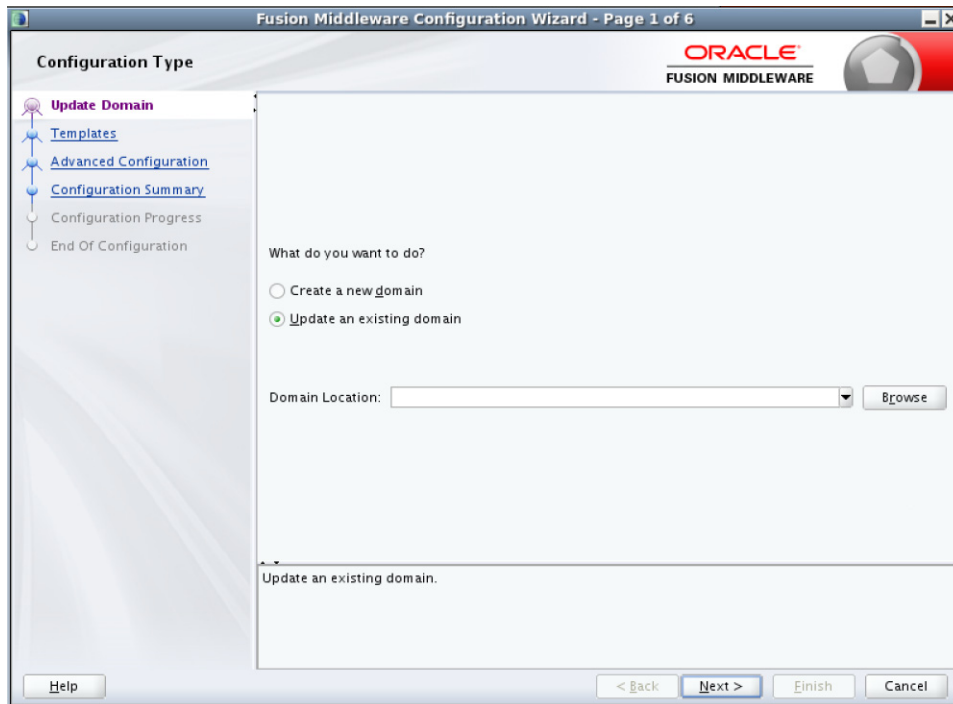 Fusion Middleware Configuration Wizard - Page 1 of 6
Configuration Type
ORACLE
FUSION MIDDLEWARE
Update Domain
Templates
Advanced Configuration
Configuration Summary
Configuration Progress
End Of Configuration
What do you want to do?
Create a new domain
Update an existing domain
Domain Location:
Browse
Update an existing domain.
Help
< Back
Next >
Finish
Cancel